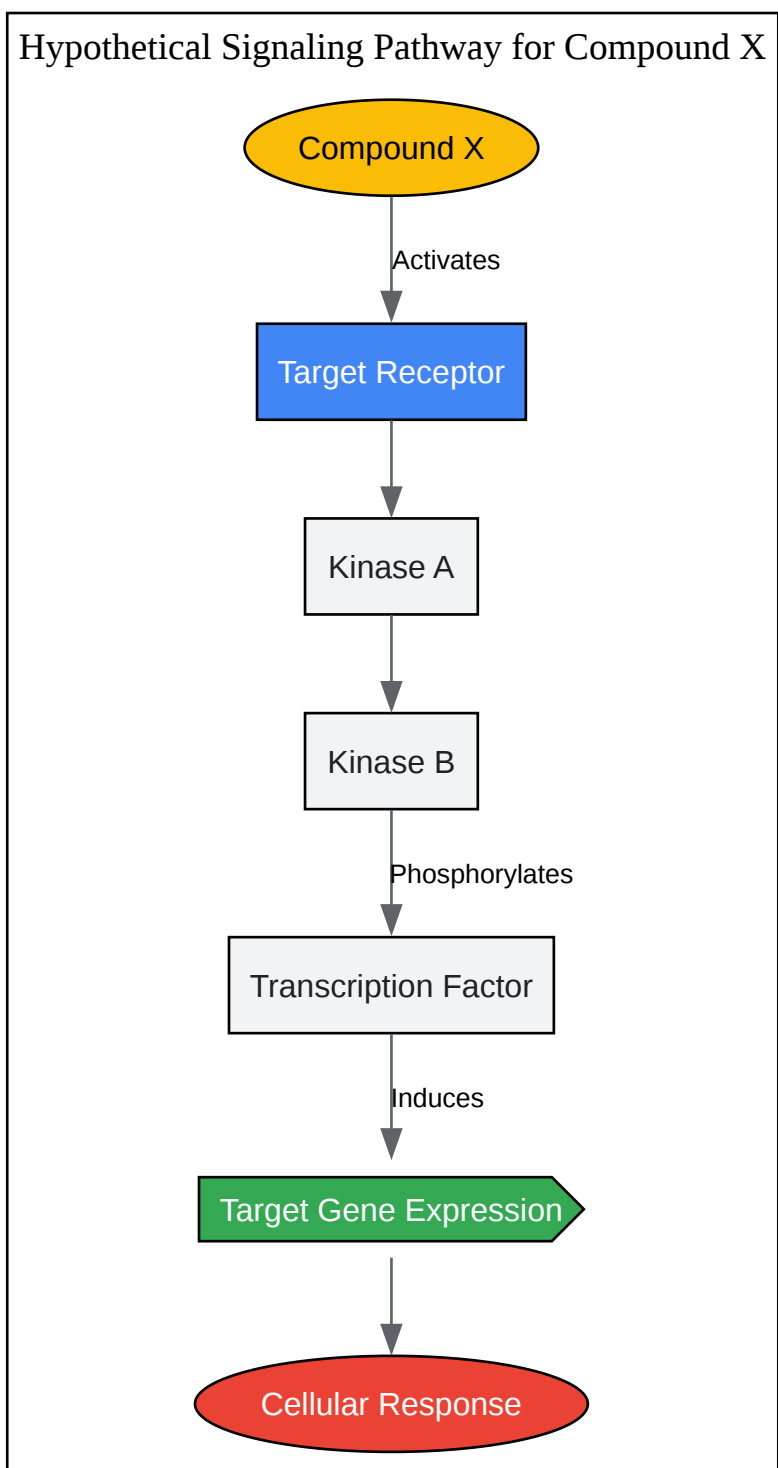 Hypothetical Signaling Pathway for Compound X
Compound X
Activates
Target Receptor
Kinase A
Kinase B
Phosphorylates
Transcription Factor
Induces
Target Gene Expression
Cellular Response